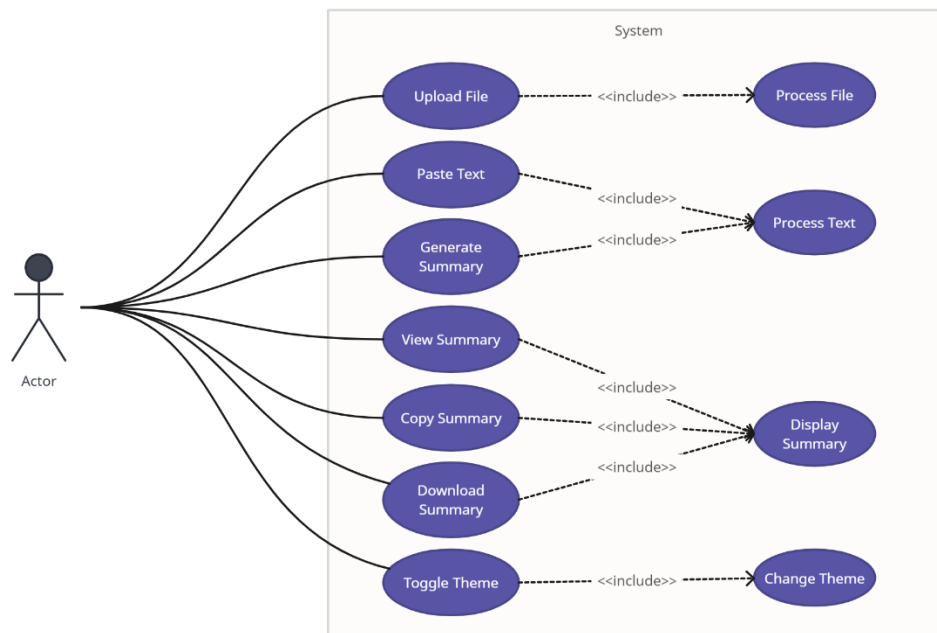 System
Upload File
<<include>>
Process File
Paste Text
<<include>>
Process Text
Generate
Summary
<<include>>
View Summary
<<include>>
Copy Summary
<<include>>
Display
Summary
Download
Summary
<<include>>
Toggle Theme
<<include>>
Change Theme
Actor